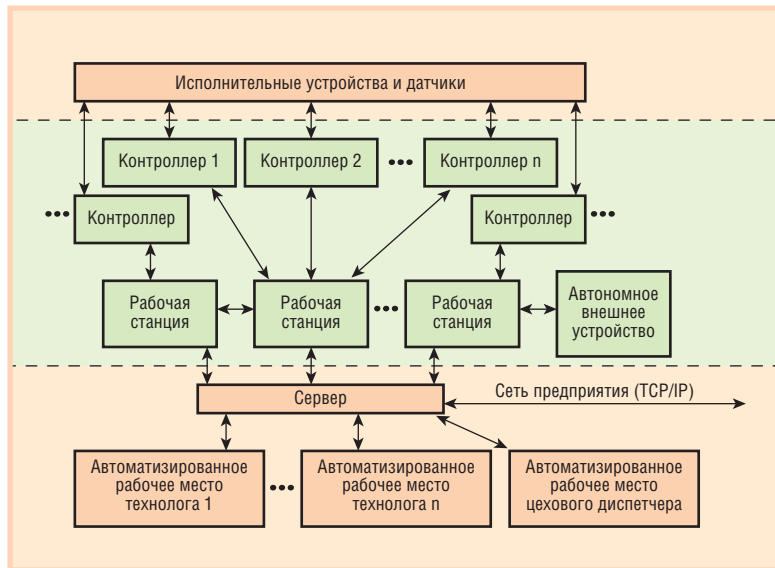 Исполнительные устройства и датчики
Контроллер 1
Контроллер 2
•••
Контроллер n
•••
Контроллер
Контроллер
•••
Рабочая
станция
Рабочая
станция
•••
Рабочая
станция
Автономное
внешнее
устройство
Сервер
Сеть предприятия (TCP/IP)
Автоматизированное
рабочее место
технолога 1
•••
Автоматизированное
рабочее место
технолога n
Автоматизированное
рабочее место
цехового диспетчера